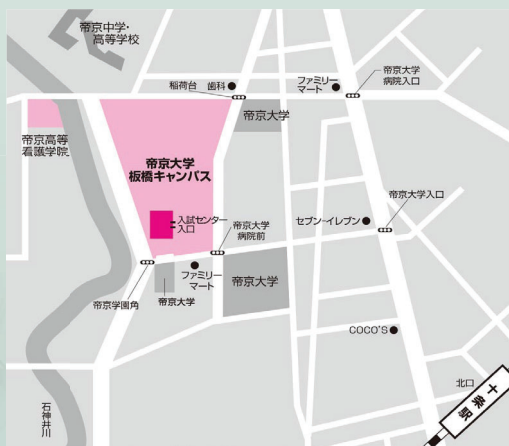 帝京中学・
高等学校
稲荷台
歯科
ファミリー
マート
帝京大学
病院入口
帝京大学
帝京高等
看護学院
帝京大学
板橋キャンパス
入試センター
入口
帝京大学
病院前
セブン-イレブン
帝京大学入口
帝京大学
ファミリー
マート
帝京学園角
帝京大学
COCO'S
北口
十条駅
石神井川